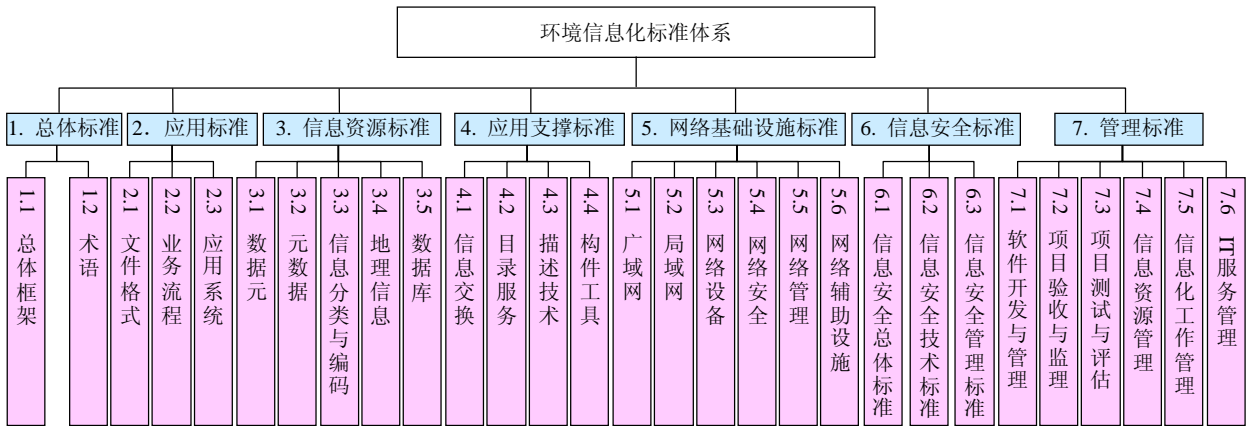 环境信息化标准体系
1. 总体标准
2. 应用标准
3. 信息资源标准
4. 应用支撑标准
5. 网络基础设施标准
6. 信息安全标准
7. 管理标准
1.1 总体框架
1.2 术语
2.1 文件格式
2.2 业务流程
2.3 应用系统
3.1 数据元
3.2 元数据
3.3 信息分类与编码
3.4 地理信息
3.5 数据库
4.1 信息交换
4.2 目录服务
4.3 描述技术
4.4 构件工具
5.1 广域网
5.2 局域网
5.3 网络设备
5.4 网络安全
5.5 网络管理
5.6 网络辅助设施
6.1 信息安全总体标准
6.2 信息安全技术标准
6.3 信息安全管理标准
7.1 软件开发与管理
7.2 项目验收与监理
7.3 项目测试与评估
7.4 信息资源管理
7.5 信息化工作管理
7.6 IT服务管理